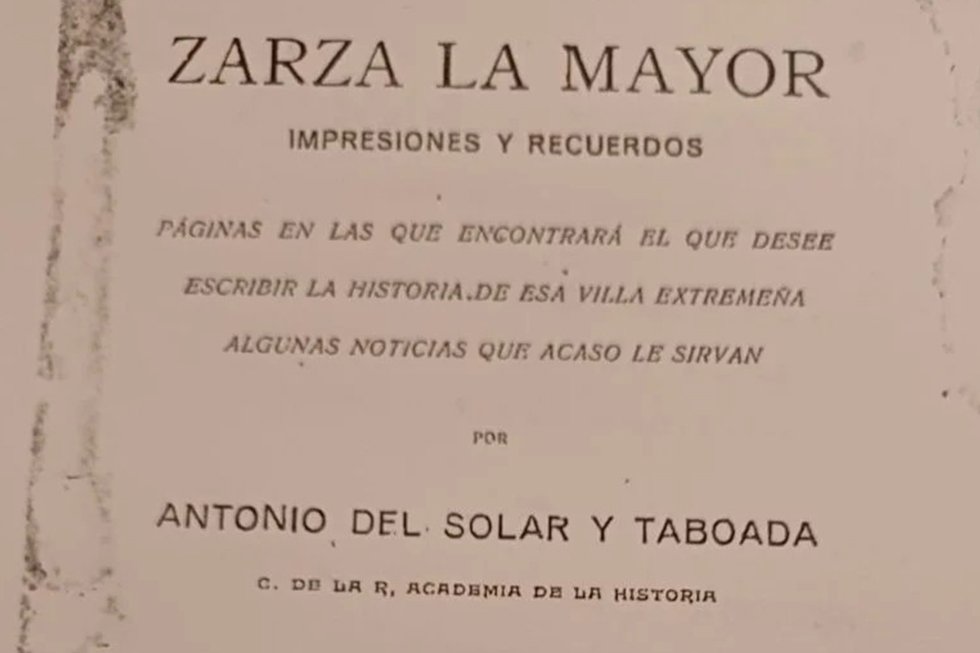 ZARZA LA MAYOR
IMPRESIONES Y RECUERDOS
PÁGINAS EN LAS QUE ENCONTRARÁ EL QUE DESEE
ESCRIBIR LA HISTORIA DE ESA VILLA EXTREMEÑA
ALGUNAS NOTICIAS QUE ACASO LE SIRVAN
POR
ANTONIO DEL SOLAR Y TABOADA
C. DE LA R, ACADEMIA DE LA HISTORIA